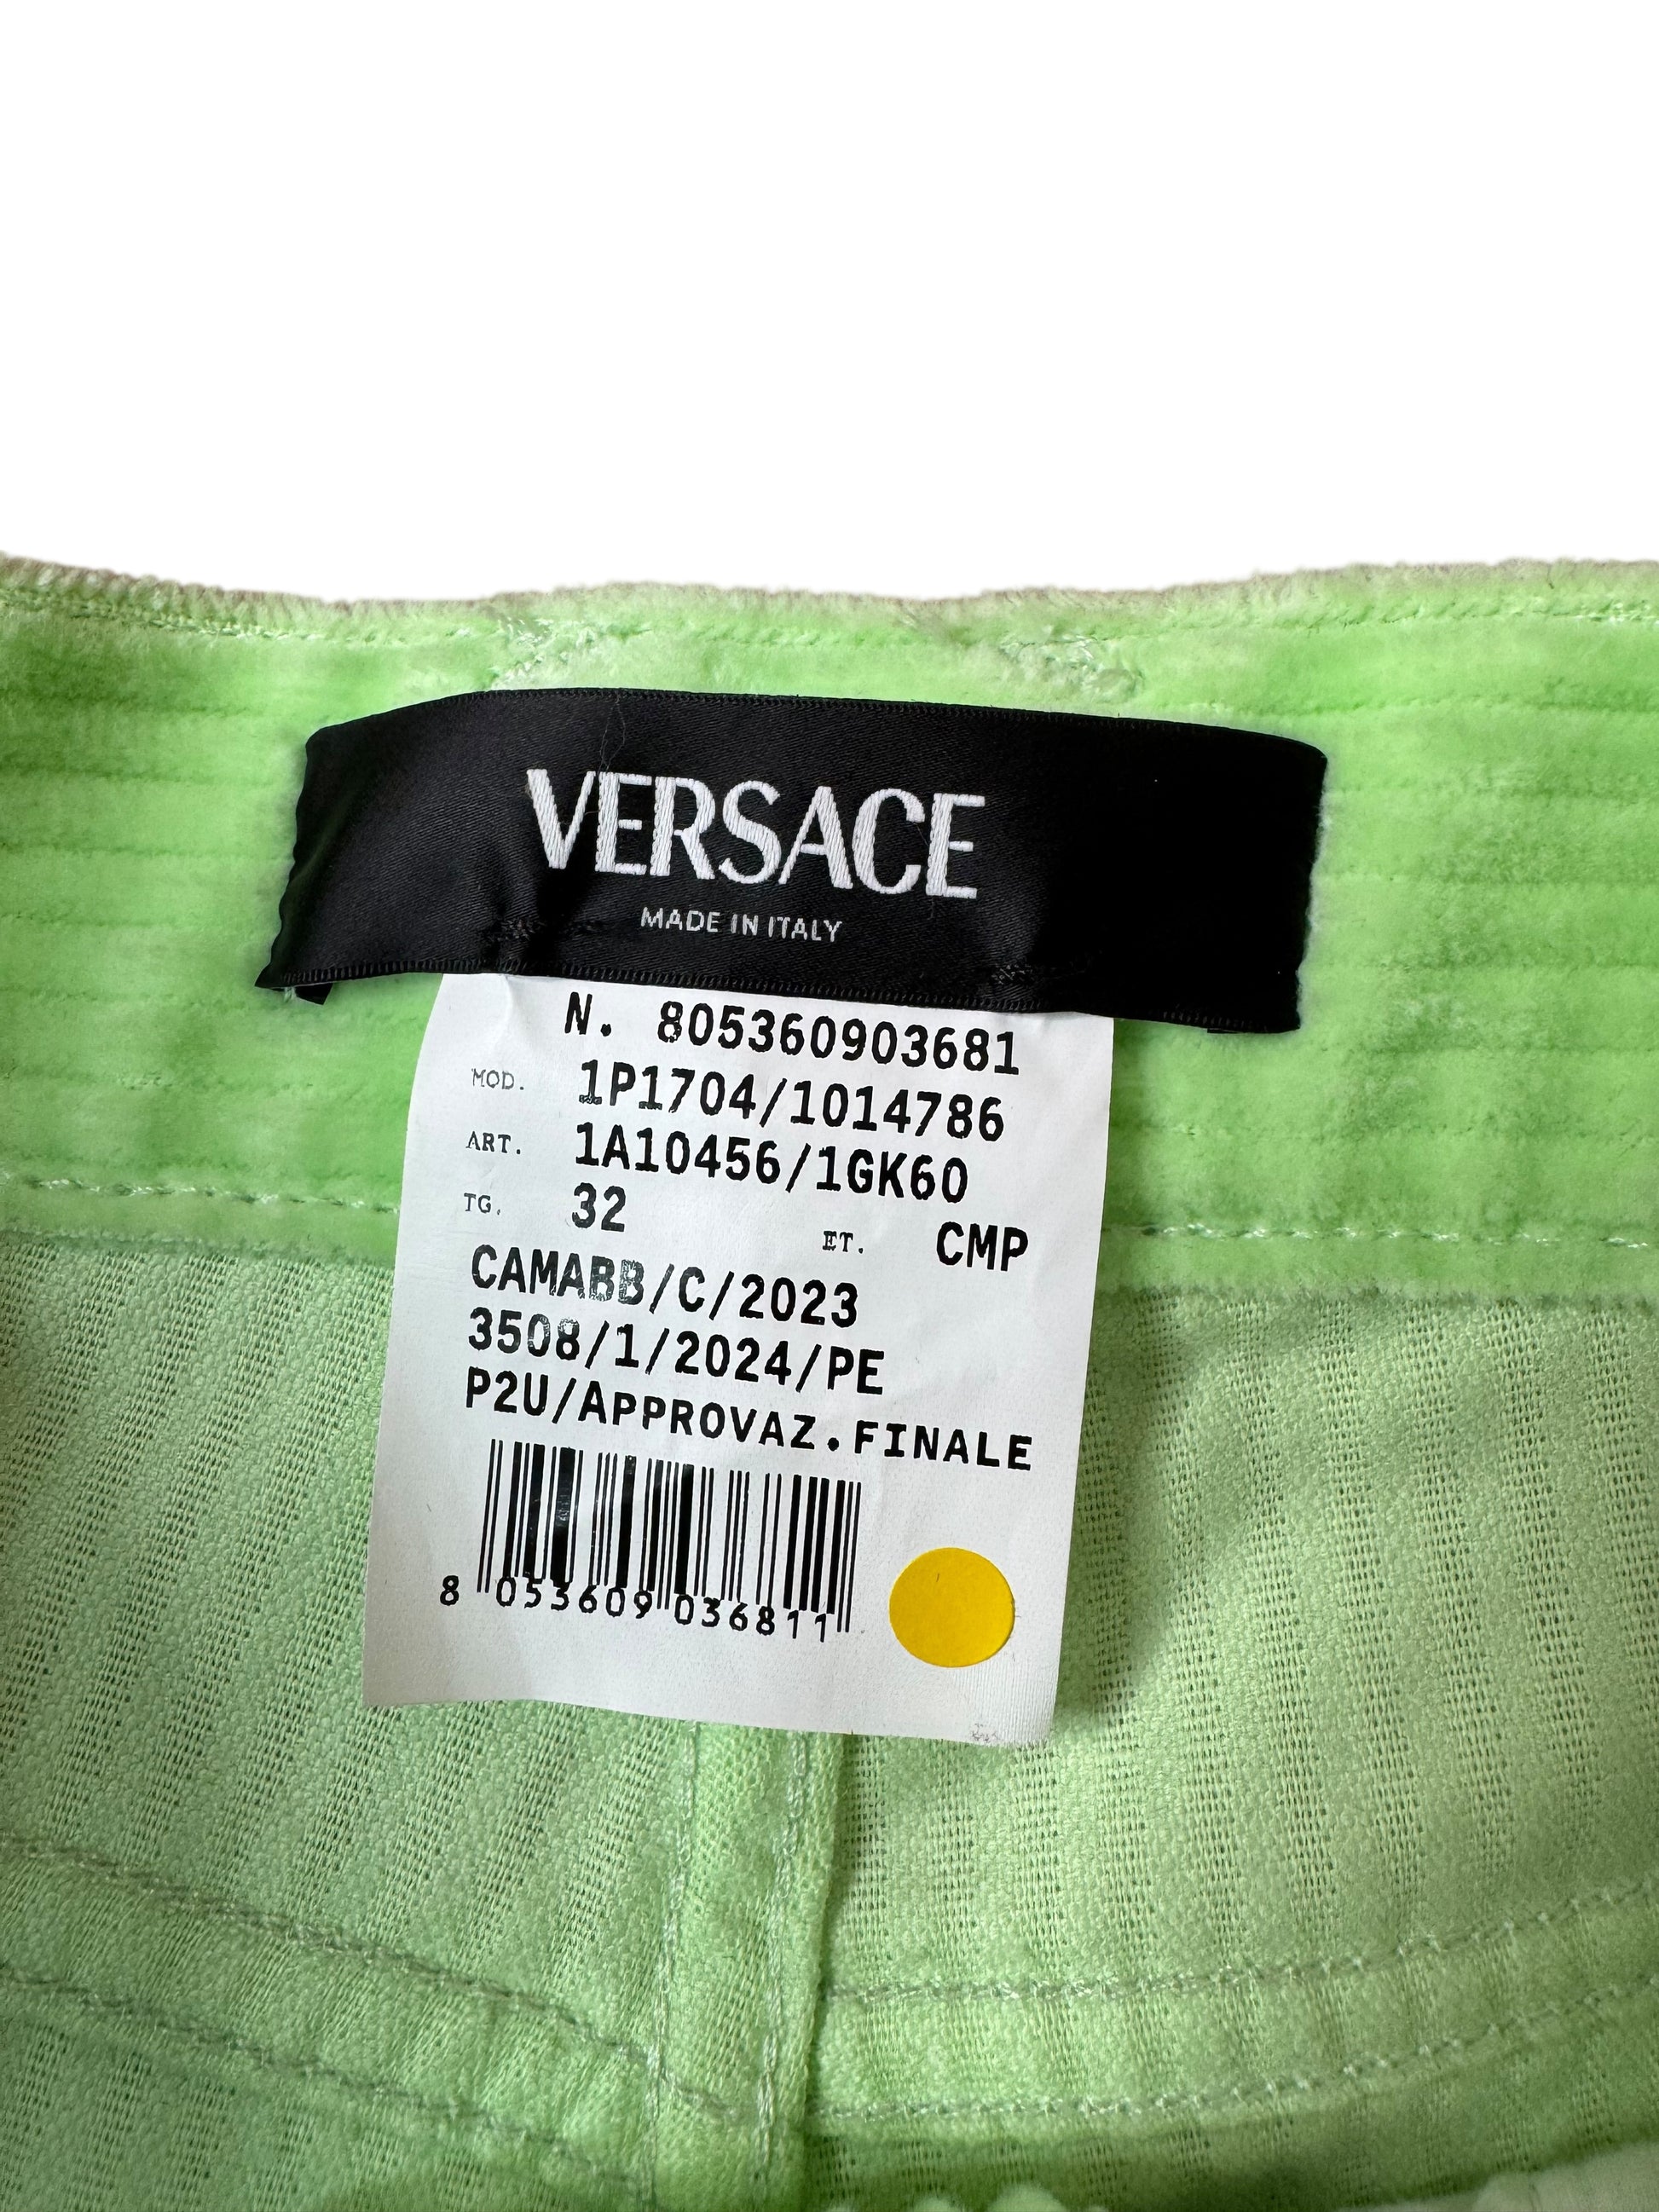 VERSACE
MADE IN ITALY
N. 805360903681
MOD. 1P1704/1014786
ART. 1A10456/1GK60
TG. 32 ET. CMP
CAMABB/C/2023
3508/1/2024/PE
P2U/APPROVAZ.FINALE
8 053609 036811